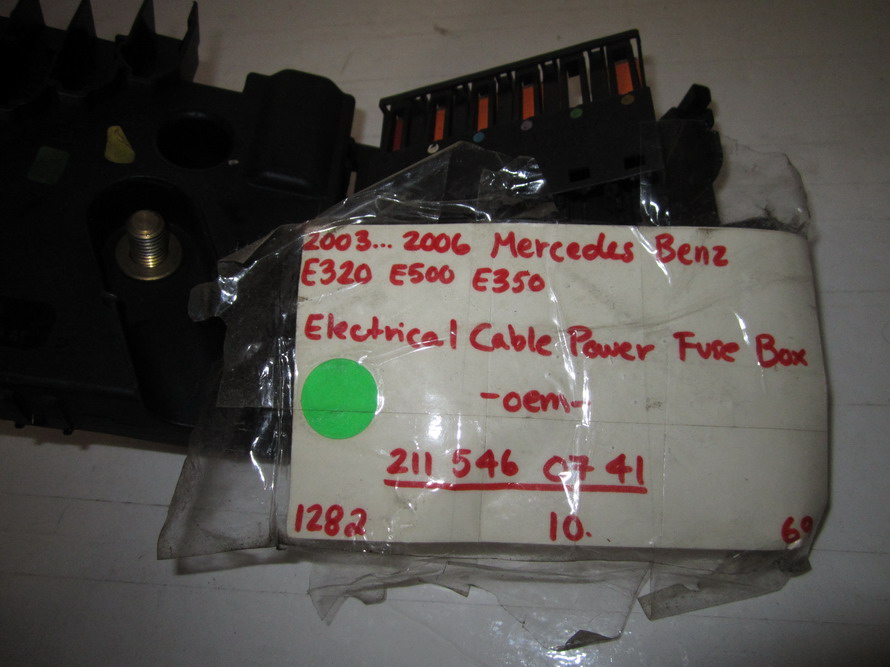 2003... 2006 Mercedes Benz
E320 E500 E350
Electrical Cable Power Fuse Box
-oem-
211 546 07 41
1282 10. 60